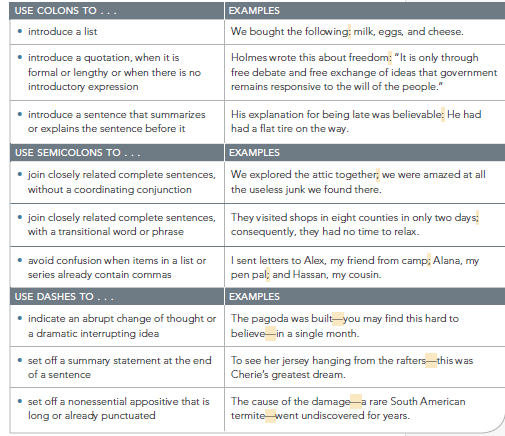 USE COLONS TO . . . EXAMPLES
• introduce a list
We bought the following: milk, eggs, and cheese.
• introduce a quotation, when it is
formal or lengthy or when there is no
introductory expression
Holmes wrote this about freedom: “It is only through
free debate and free exchange of ideas that government
remains responsive to the will of the people.”
• introduce a sentence that summarizes
or explains the sentence before it
His explanation for being late was believable: He had
had a flat tire on the way.
USE SEMICOLONS TO . . . EXAMPLES
• join closely related complete sentences,
without a coordinating conjunction
We explored the attic together; we were amazed at all
the useless junk we found there.
• join closely related complete sentences,
with a transitional word or phrase
They visited shops in eight counties in only two days;
consequently, they had no time to relax.
• avoid confusion when items in a list or
series already contain commas
I sent letters to Alex, my friend from camp; Alana, my
pen pal; and Hassan, my cousin.
USE DASHES TO . . . EXAMPLES
• indicate an abrupt change of thought or
a dramatic interrupting idea
The pagoda was built—you may find this hard to
believe—in a single month.
• set off a summary statement at the end
of a sentence
To see her jersey hanging from the rafters—this was
Cherie’s greatest dream.
• set off a nonessential appositive that is
long or already punctuated
The cause of the damage—a rare South American
termite—went undiscovered for years.